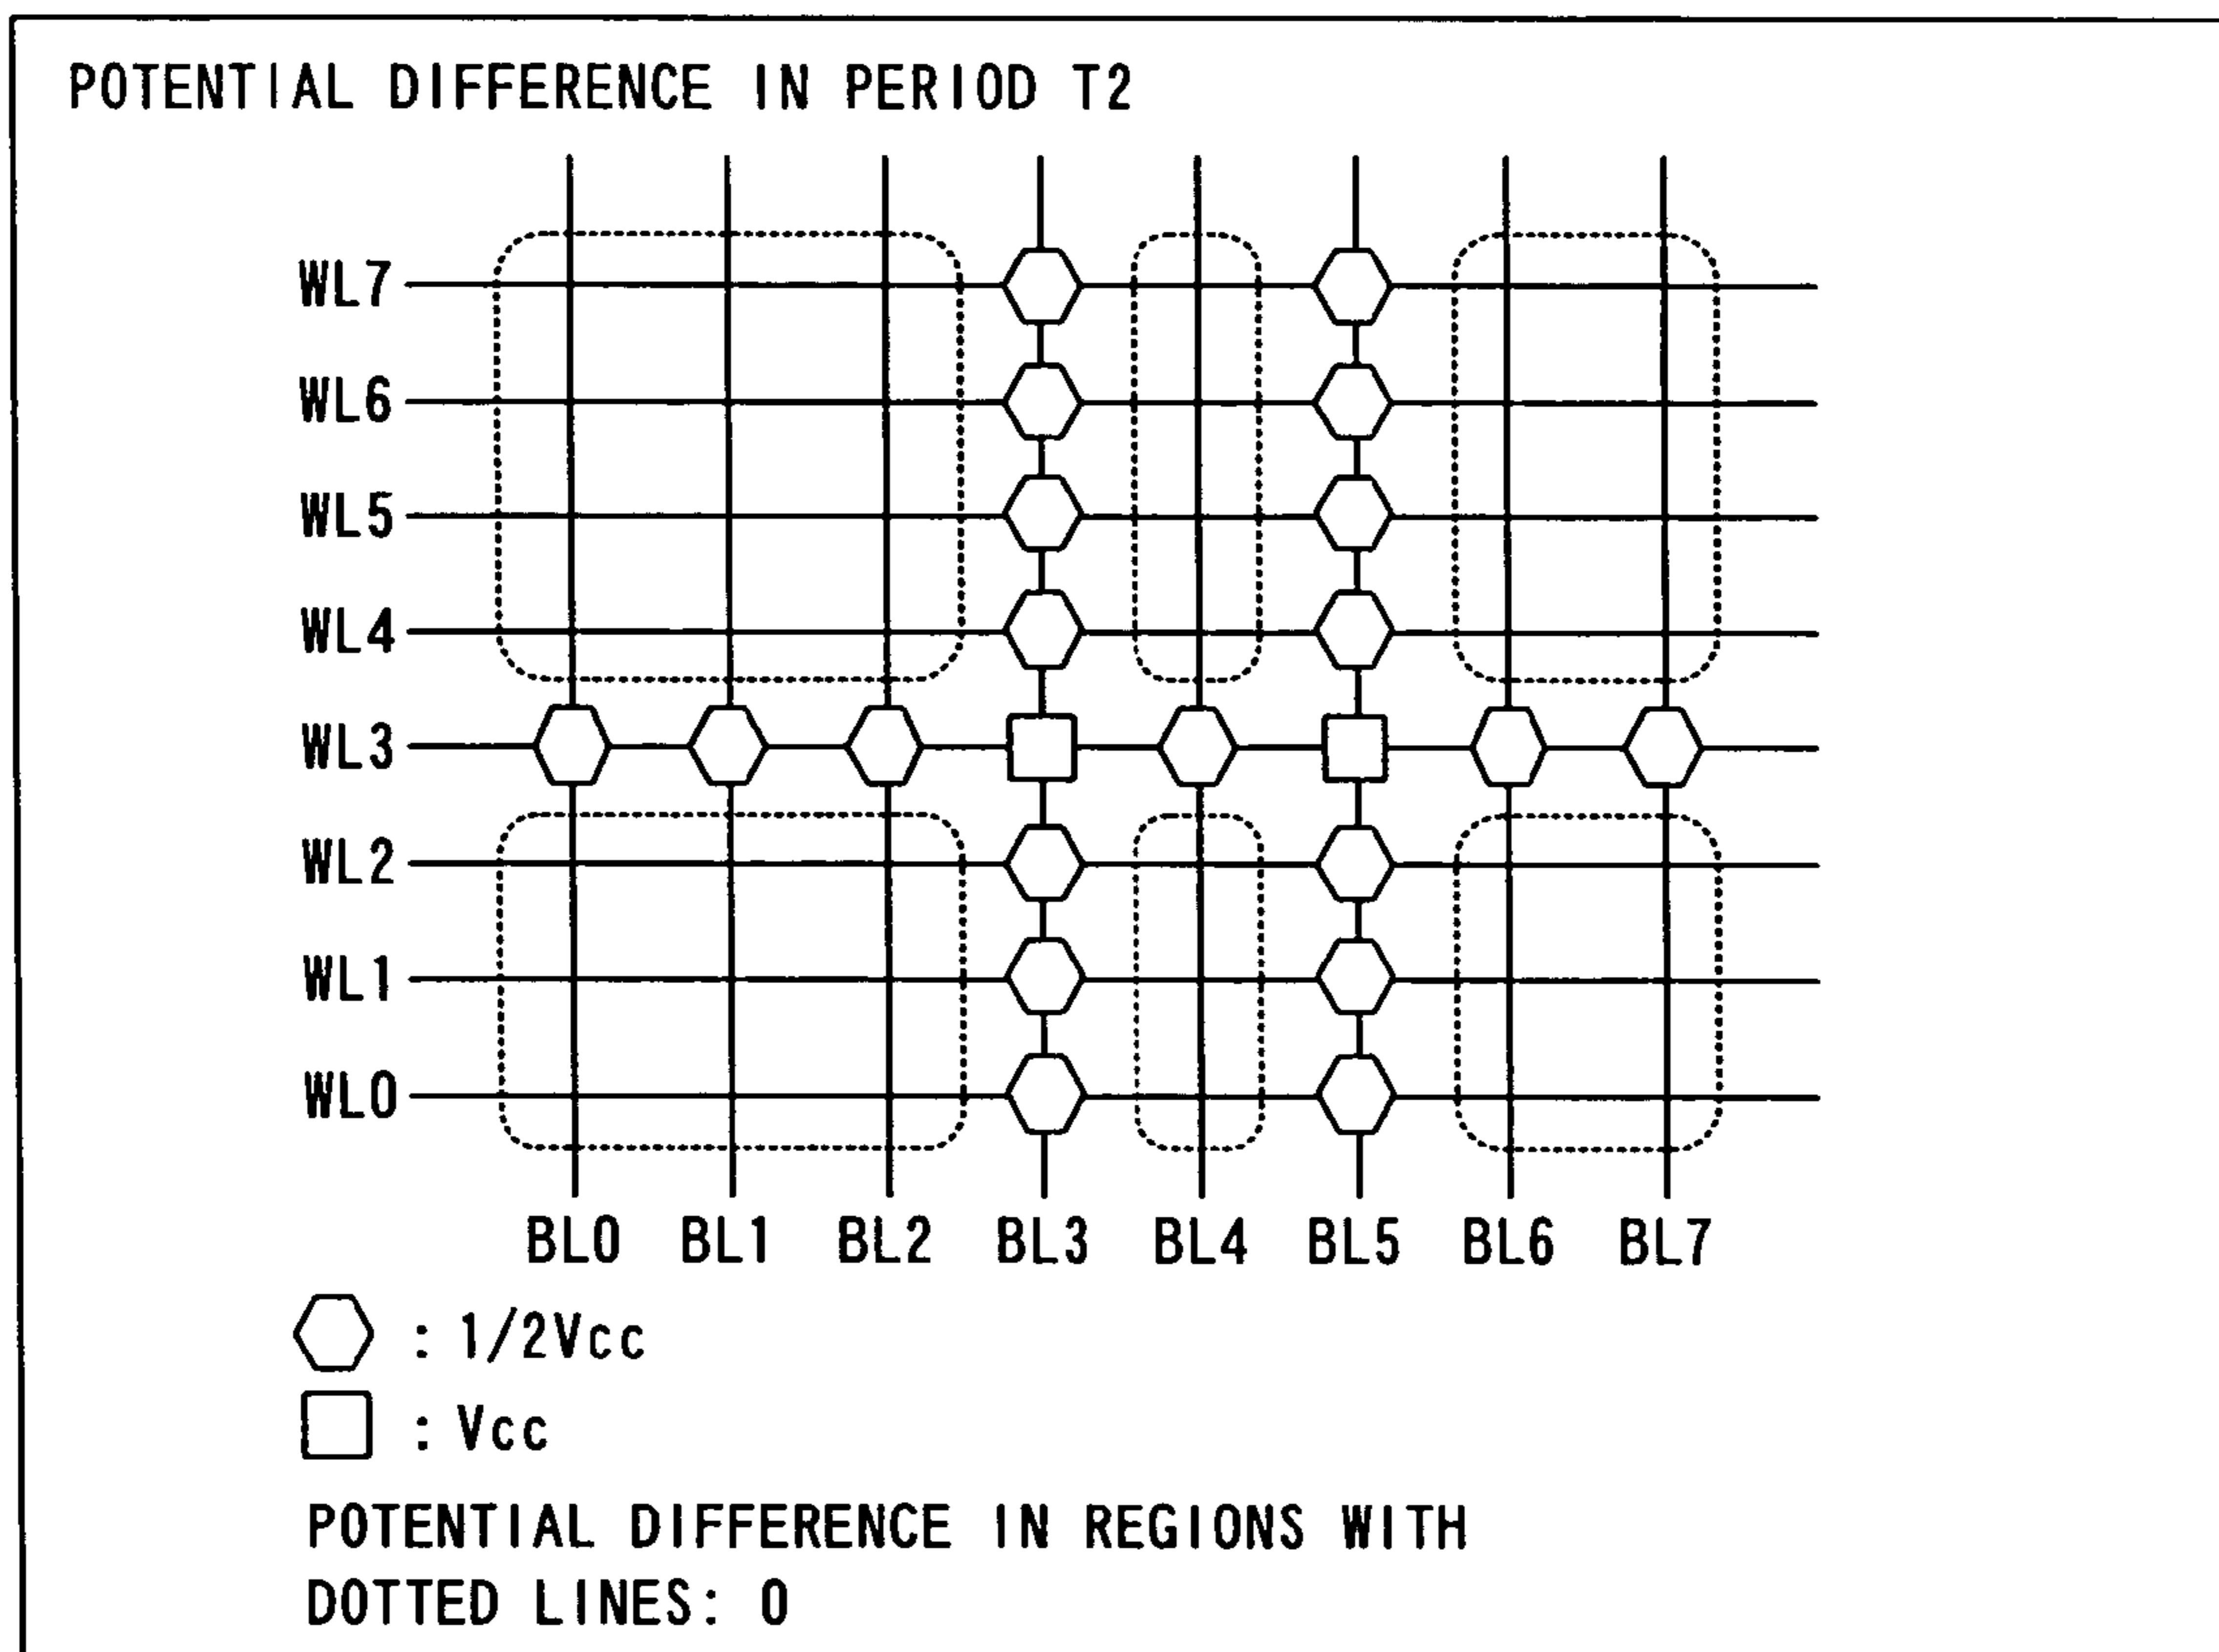 POTENTIAL DIFFERENCE IN PERIOD T2
WL7
WL6
WL5
WL4
WL3
WL2
WL1
WL0
BL0 BL1 BL2 BL3 BL4 BL5 BL6 BL7
: 1/2Vcc
: Vcc
POTENTIAL DIFFERENCE IN REGIONS WITH
DOTTED LINES: 0